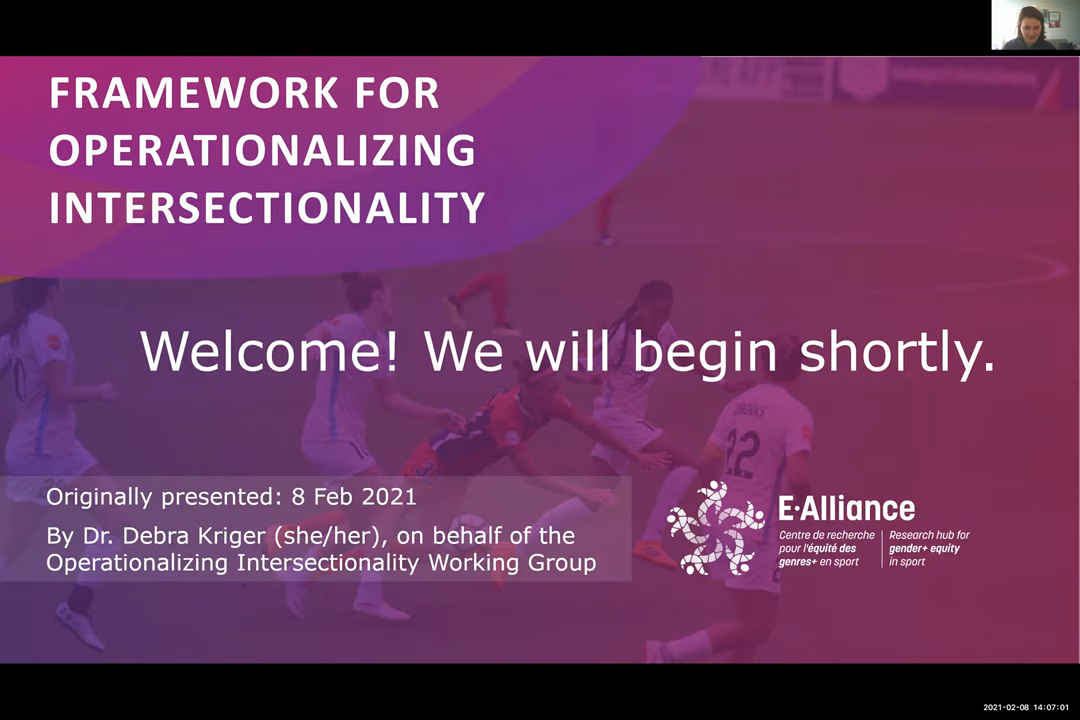 FRAMEWORK FOR
OPERATIONALIZING
INTERSECTIONALITY
Welcome! We will begin shortly.
Originally presented: 8 Feb 2021
By Dr. Debra Kriger (she/her), on behalf of the
Operationalizing Intersectionality Working Group
E·Alliance
Centre de recherche
pour l'équité des
genres+ en sport
Research hub for
gender+ equity
in sport
22
2021-02-08 14:07:01